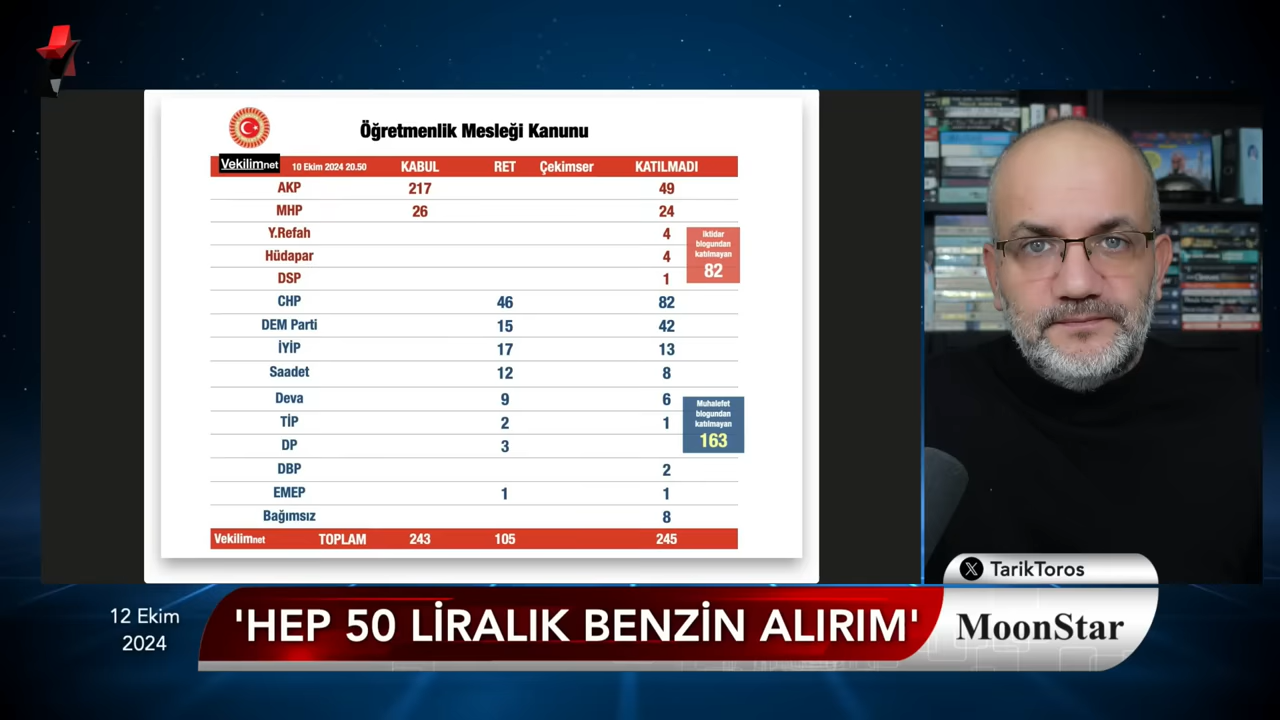 Öğretmenlik Mesleği Kanunu
Vekilimnet 10 Ekim 2024 20.50 KABUL RET Çekimser KATILMADI
AKP 217 49
MHP 26 24
Y.Refah 4
Hüdapar 4
DSP 1
iktidar
blogundan
katılmayan
82
CHP 46 82
DEM Parti 15 42
İYİP 17 13
Saadet 12 8
Deva 9 6
TİP 2 1
DP 3
Muhalefet
blogundan
katılmayan
163
DBP 2
EMEP 1 1
Bağımsız 8
Vekilimnet TOPLAM 243 105 245
TarikToros
12 Ekim
2024
'HEP 50 LİRALIK BENZİN ALIRIM'
MoonStar